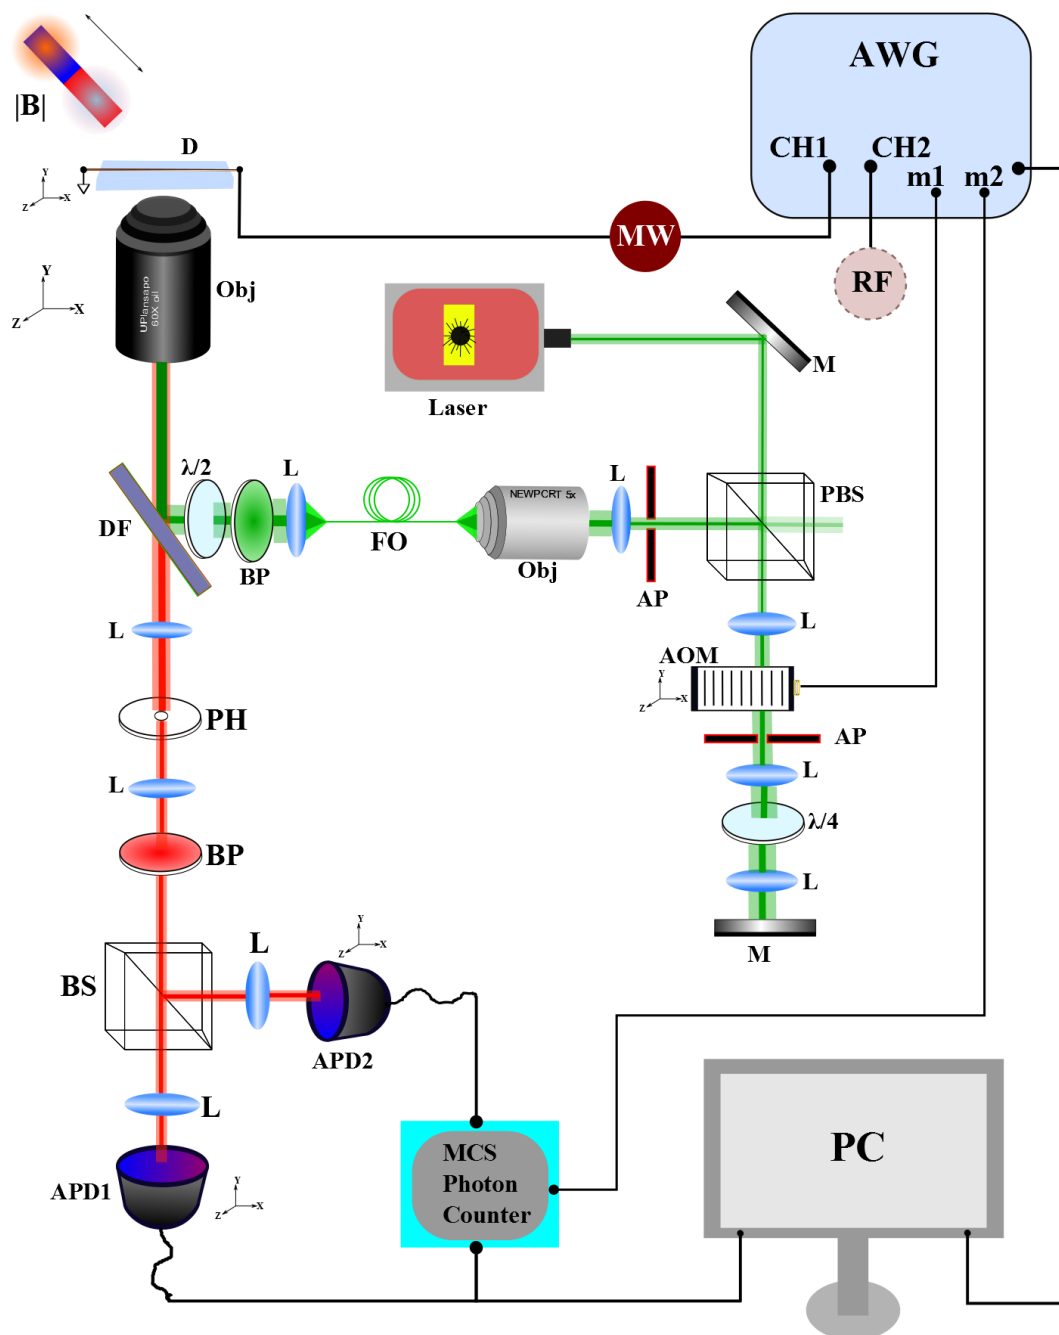 AWG
CH1
CH2
m1
m2
|B|
D
Y
Z
X
MW
RF
Y
Z
X
UPlansapo
60X oil
Obj
Laser
M
DF
λ/2
BP
L
FO
NEWPCRT 5x
Obj
L
AP
PBS
L
AOM
Y
Z
X
AP
L
λ/4
L
M
L
PH
L
BP
BS
L
Y
Z
X
APD2
L
APD1
Y
Z
X
MCS
Photon
Counter
PC